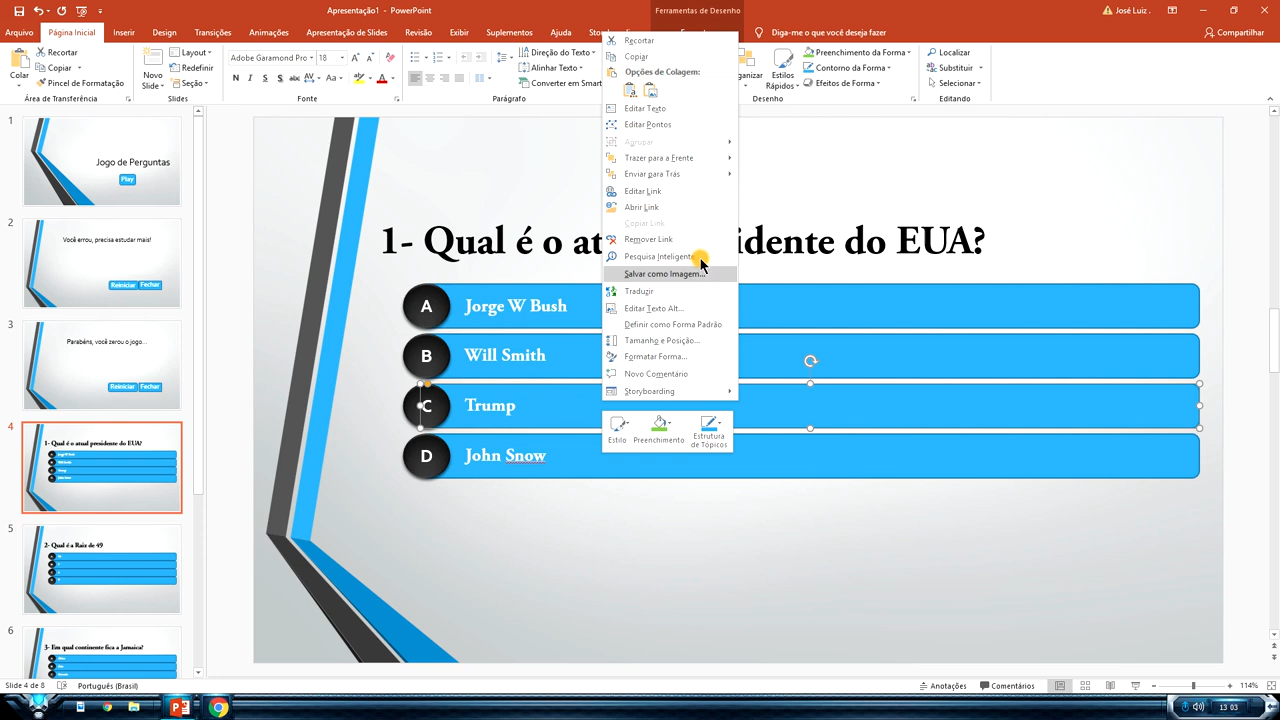 Apresentação1 - PowerPoint
Ferramentas de Desenho
José Luiz .
Arquivo
Página Inicial
Inserir
Design
Transições
Animações
Apresentação de Slides
Revisão
Exibir
Suplementos
Ajuda
Diga-me o que você deseja fazer
Compartilhar
Colar
Recortar
Copiar
Pincel de Formatação
Área de Transferência
Novo
Slide
Layout
Redefinir
Seção
Slides
Adobe Garamond Pro
18
N I S S abc AV Aa A
Fonte
Direção do Texto
Alinhar Texto
Converter em Smart
Parágrafo
Estilos
Rápidos
Preenchimento da Forma
Contorno da Forma
Efeitos de Forma
Desenho
Localizar
Substituir
Selecionar
Editando
Recortar
Copiar
Opções de Colagem:
Editar Texto
Editar Pontos
Agrupar
Trazer para a Frente
Enviar para Trás
Editar Link
Abrir Link
Copiar Link
Remover Link
Pesquisa Inteligente
Salvar como Imagem...
Traduzir
Editar Texto Alt...
Definir como Forma Padrão
Tamanho e Posição...
Formatar Forma...
Novo Comentário
Storyboarding
Estilo
Preenchimento
Estrutura
de Tópicos
1
Jogo de Perguntas
Play
2
Você errou, precisa estudar mais!
Reiniciar Fechar
3
Parabéns, você zerou o jogo...
Reiniciar Fechar
4
1- Qual é o atual presidente do EUA?
5
2- Qual é a Raiz de 49
6
3- Em qual continente fica a Jamaica?
1- Qual é o at
idente do EUA?
A Jorge W Bush
B Will Smith
C Trump
D John Snow
Slide 4 de 8
Português (Brasil)
Anotações
Comentários
114%
13 03